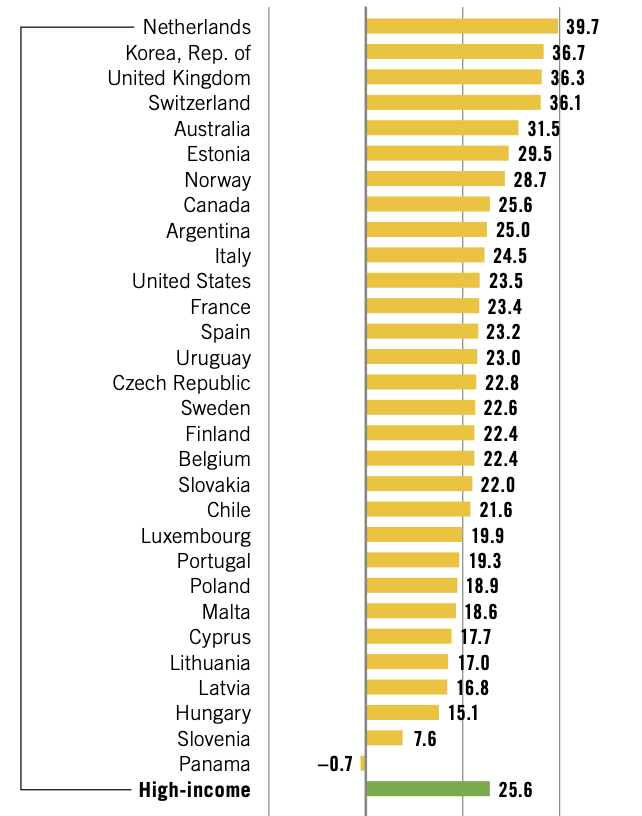 Netherlands 39.7
Korea, Rep. of 36.7
United Kingdom 36.3
Switzerland 36.1
Australia 31.5
Estonia 29.5
Norway 28.7
Canada 25.6
Argentina 25.0
Italy 24.5
United States 23.5
France 23.4
Spain 23.2
Uruguay 23.0
Czech Republic 22.8
Sweden 22.6
Finland 22.4
Belgium 22.4
Slovakia 22.0
Chile 21.6
Luxembourg 19.9
Portugal 19.3
Poland 18.9
Malta 18.6
Cyprus 17.7
Lithuania 17.0
Latvia 16.8
Hungary 15.1
Slovenia 7.6
Panama –0.7
High-income 25.6